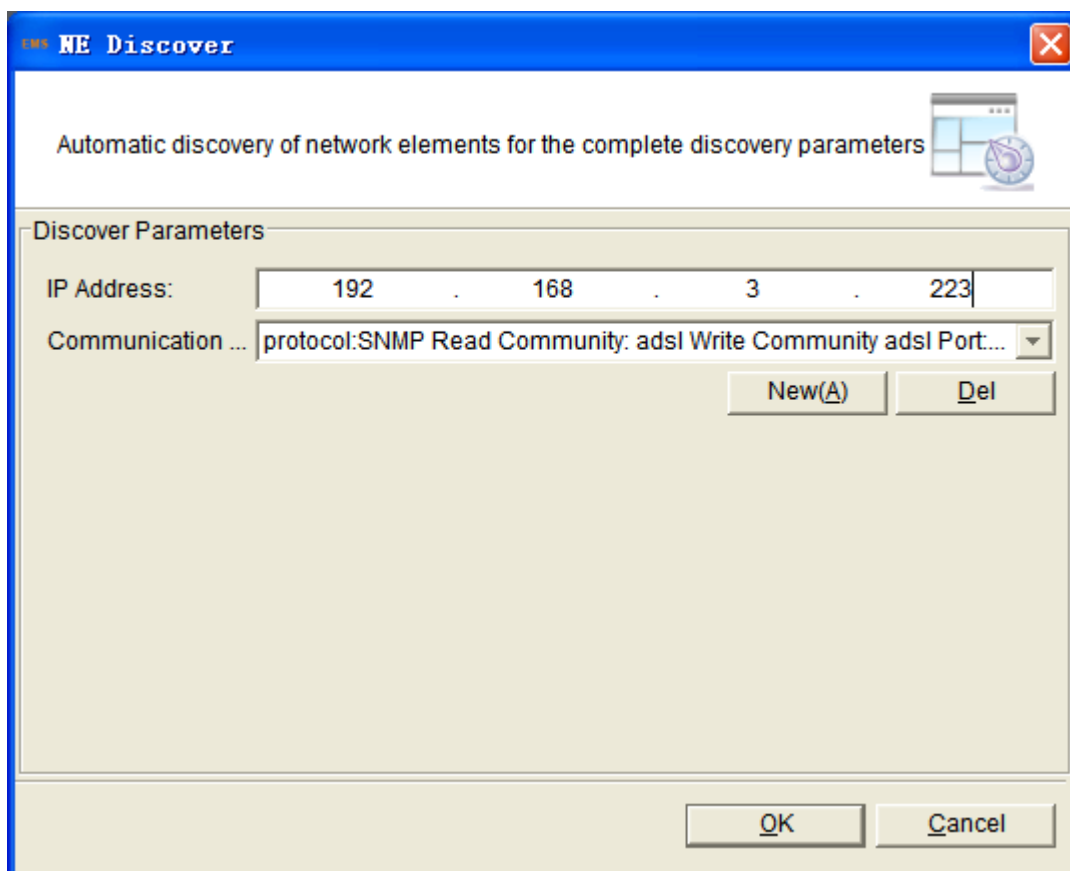 EMS NE Discover
Automatic discovery of network elements for the complete discovery parameters
Discover Parameters
IP Address: 192 . 168 . 3 . 223
Communication ... protocol:SNMP Read Community: adsl Write Community adsl Port:...
New(A) Del
OK Cancel